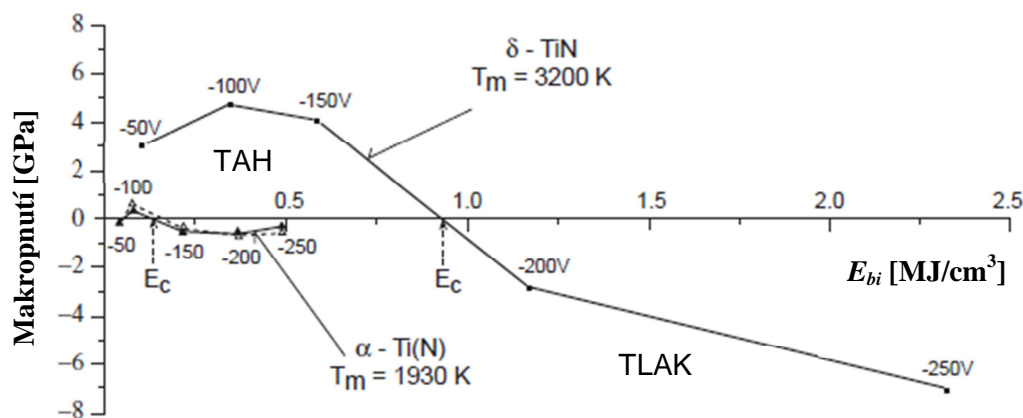 8
6
4
2
0
−2
−4
−6
−8
Makropnutí [GPa]
δ - TiN
Tm = 3200 K
-50V
-100V
-150V
TAH
-100
0.5
1.0
1.5
2.0
2.5
-50
-150
-200
-250
Ec
Ec
-200V
Ebi [MJ/cm³]
α - Ti(N)
Tm = 1930 K
TLAK
-250V